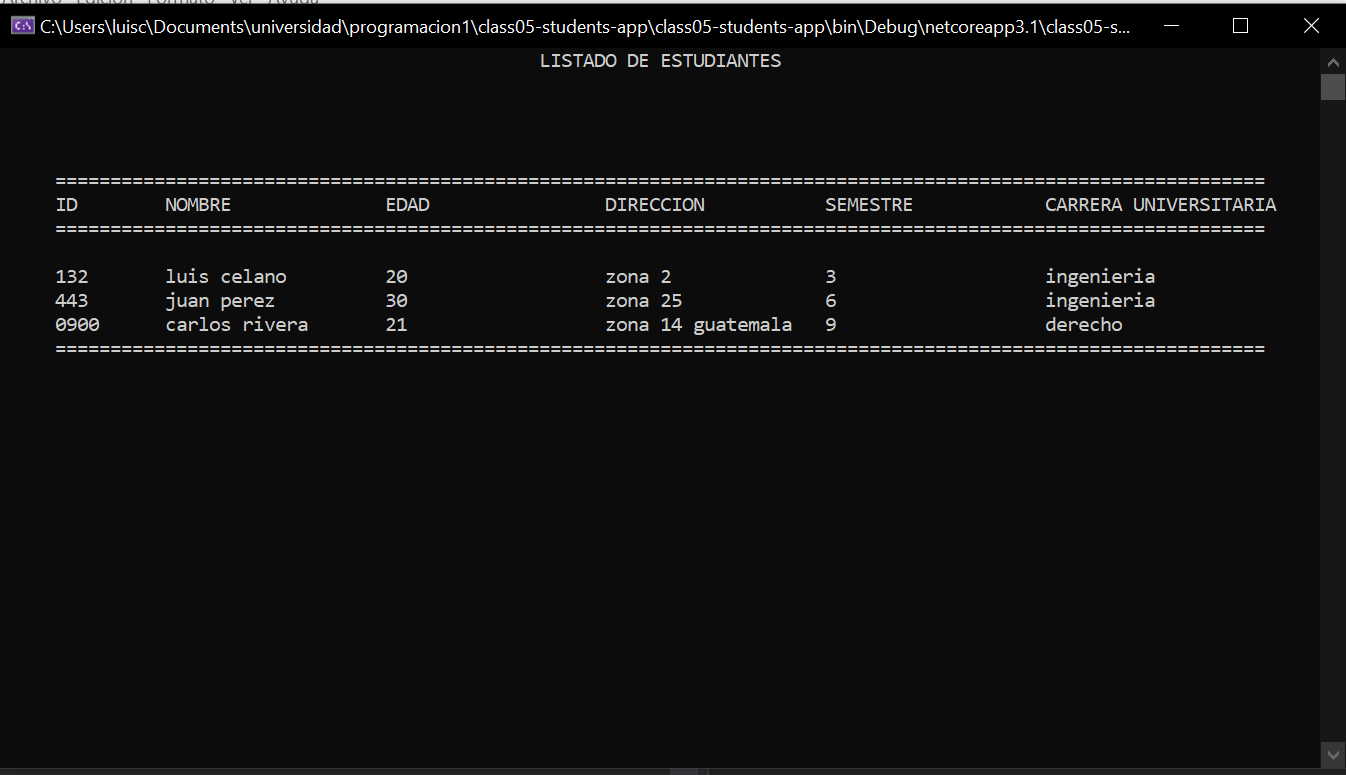 Archivo Edición Formato Ver Ayuda
C:\Users\luisc\Documents\universidad\programacion1\class05-students-app\class05-students-app\bin\Debug\netcoreapp3.1\class05-s...
LISTADO DE ESTUDIANTES
==============================================================================================================
ID NOMBRE EDAD DIRECCION SEMESTRE CARRERA UNIVERSITARIA
==============================================================================================================
132 luis celano 20 zona 2 3 ingenieria
443 juan perez 30 zona 25 6 ingenieria
0900 carlos rivera 21 zona 14 guatemala 9 derecho
==============================================================================================================